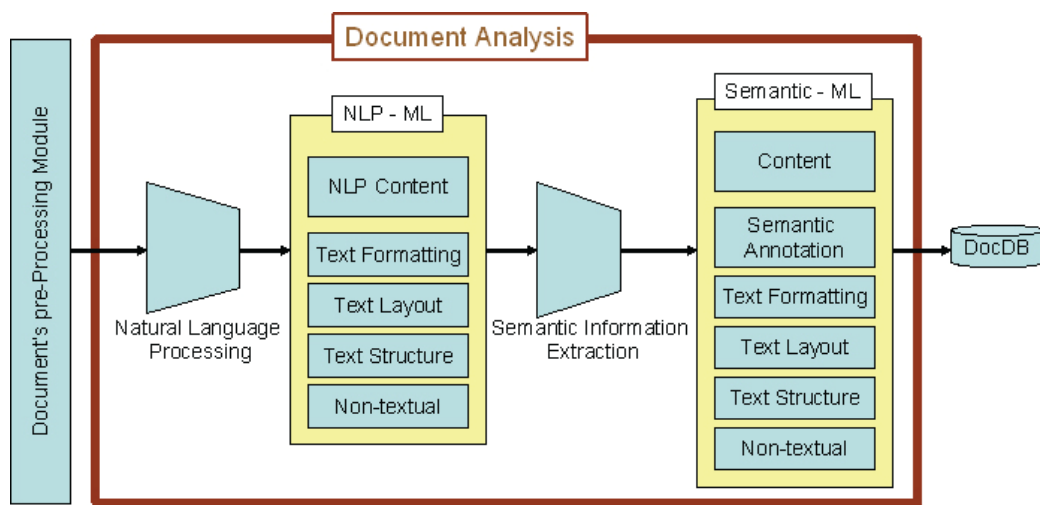 Document Analysis
Document's pre-Processing Module
Natural Language
Processing
NLP - ML
NLP Content
Text Formatting
Text Layout
Text Structure
Non-textual
Semantic Information
Extraction
Semantic - ML
Content
Semantic
Annotation
Text Formatting
Text Layout
Text Structure
Non-textual
DocDB